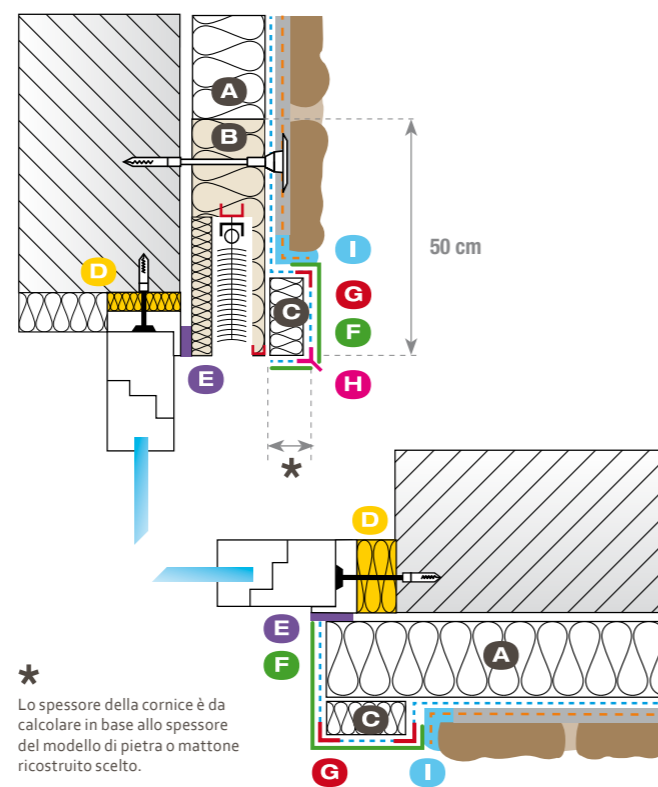 A
B
D
I
50 cm
G
C
F
E
H
*
D
E
F
A
*
Lo spessore della cornice è da
calcolare in base allo spessore
del modello di pietra o mattone
ricostruito scelto.
C
G
I